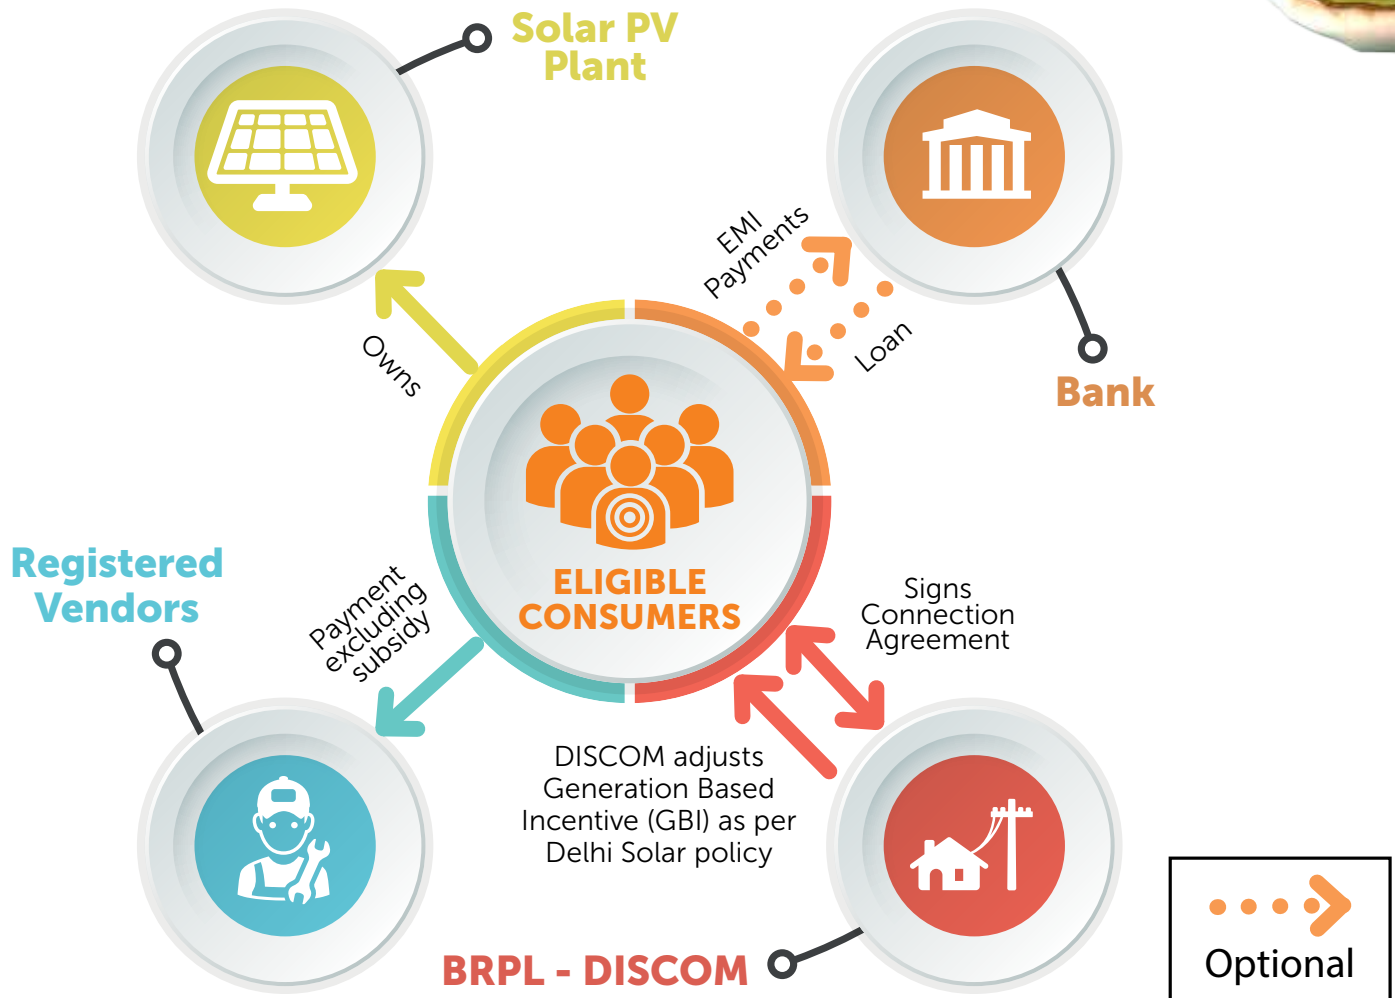 Solar PV
Plant
EMI
Payments
Loan
Bank
Owns
ELIGIBLE
CONSUMERS
Registered
Vendors
Payment
excluding
subsidy
Signs
Connection
Agreement
DISCOM adjusts
Generation Based
Incentive (GBI) as per
Delhi Solar policy
BRPL - DISCOM
Optional